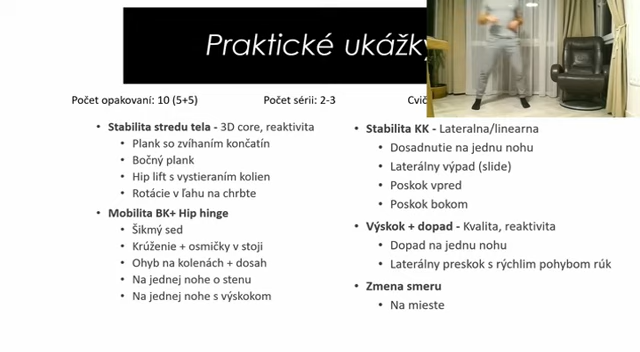 Praktické ukážky
Počet opakovaní: 10 (5+5) Počet sérii: 2-3 Cvič
Stabilita stredu tela - 3D core, reaktivita
Plank so zvíhaním končatín
Bočný plank
Hip lift s vystieraním kolien
Rotácie v ľahu na chrbte
Mobilita BK+ Hip hinge
Šikmý sed
Krúženie + osmičky v stoji
Ohyb na kolenách + dosah
Na jednej nohe o stenu
Na jednej nohe s výskokom
Stabilita KK - Lateralna/linearna
Dosadnutie na jednu nohu
Laterálny výpad (slide)
Poskok vpred
Poskok bokom
Výskok + dopad - Kvalita, reaktivita
Dopad na jednu nohu
Laterálny preskok s rýchlim pohybom rúk
Zmena smeru
Na mieste